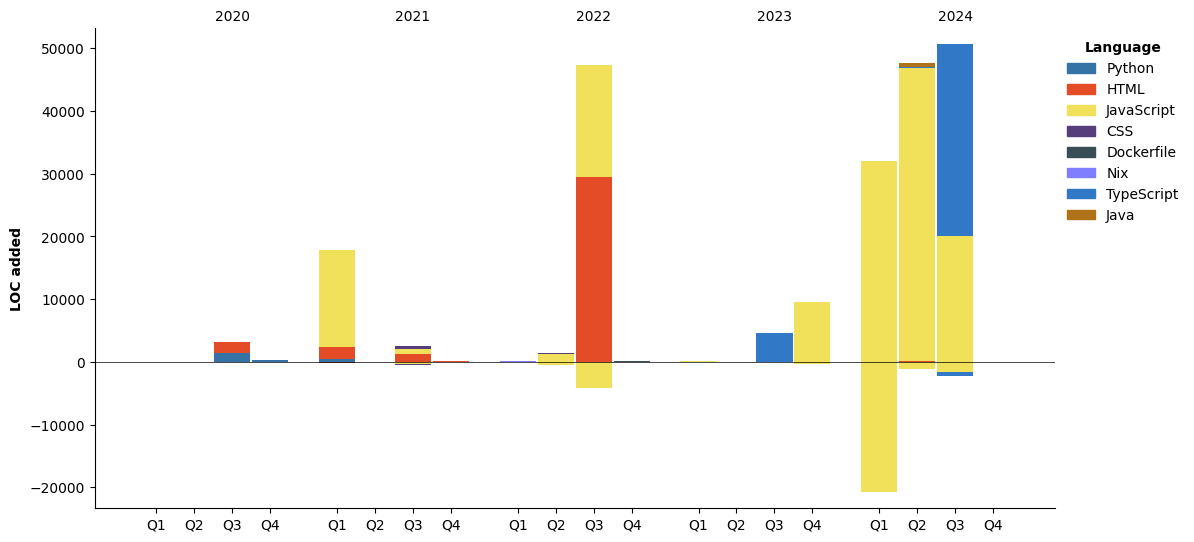 2020 2021 2022 2023 2024
50000
40000
30000
20000
10000
0
−10000
−20000
LOC added
Q1 Q2 Q3 Q4 Q1 Q2 Q3 Q4 Q1 Q2 Q3 Q4 Q1 Q2 Q3 Q4 Q1 Q2 Q3 Q4
Language
Python
HTML
JavaScript
CSS
Dockerfile
Nix
TypeScript
Java